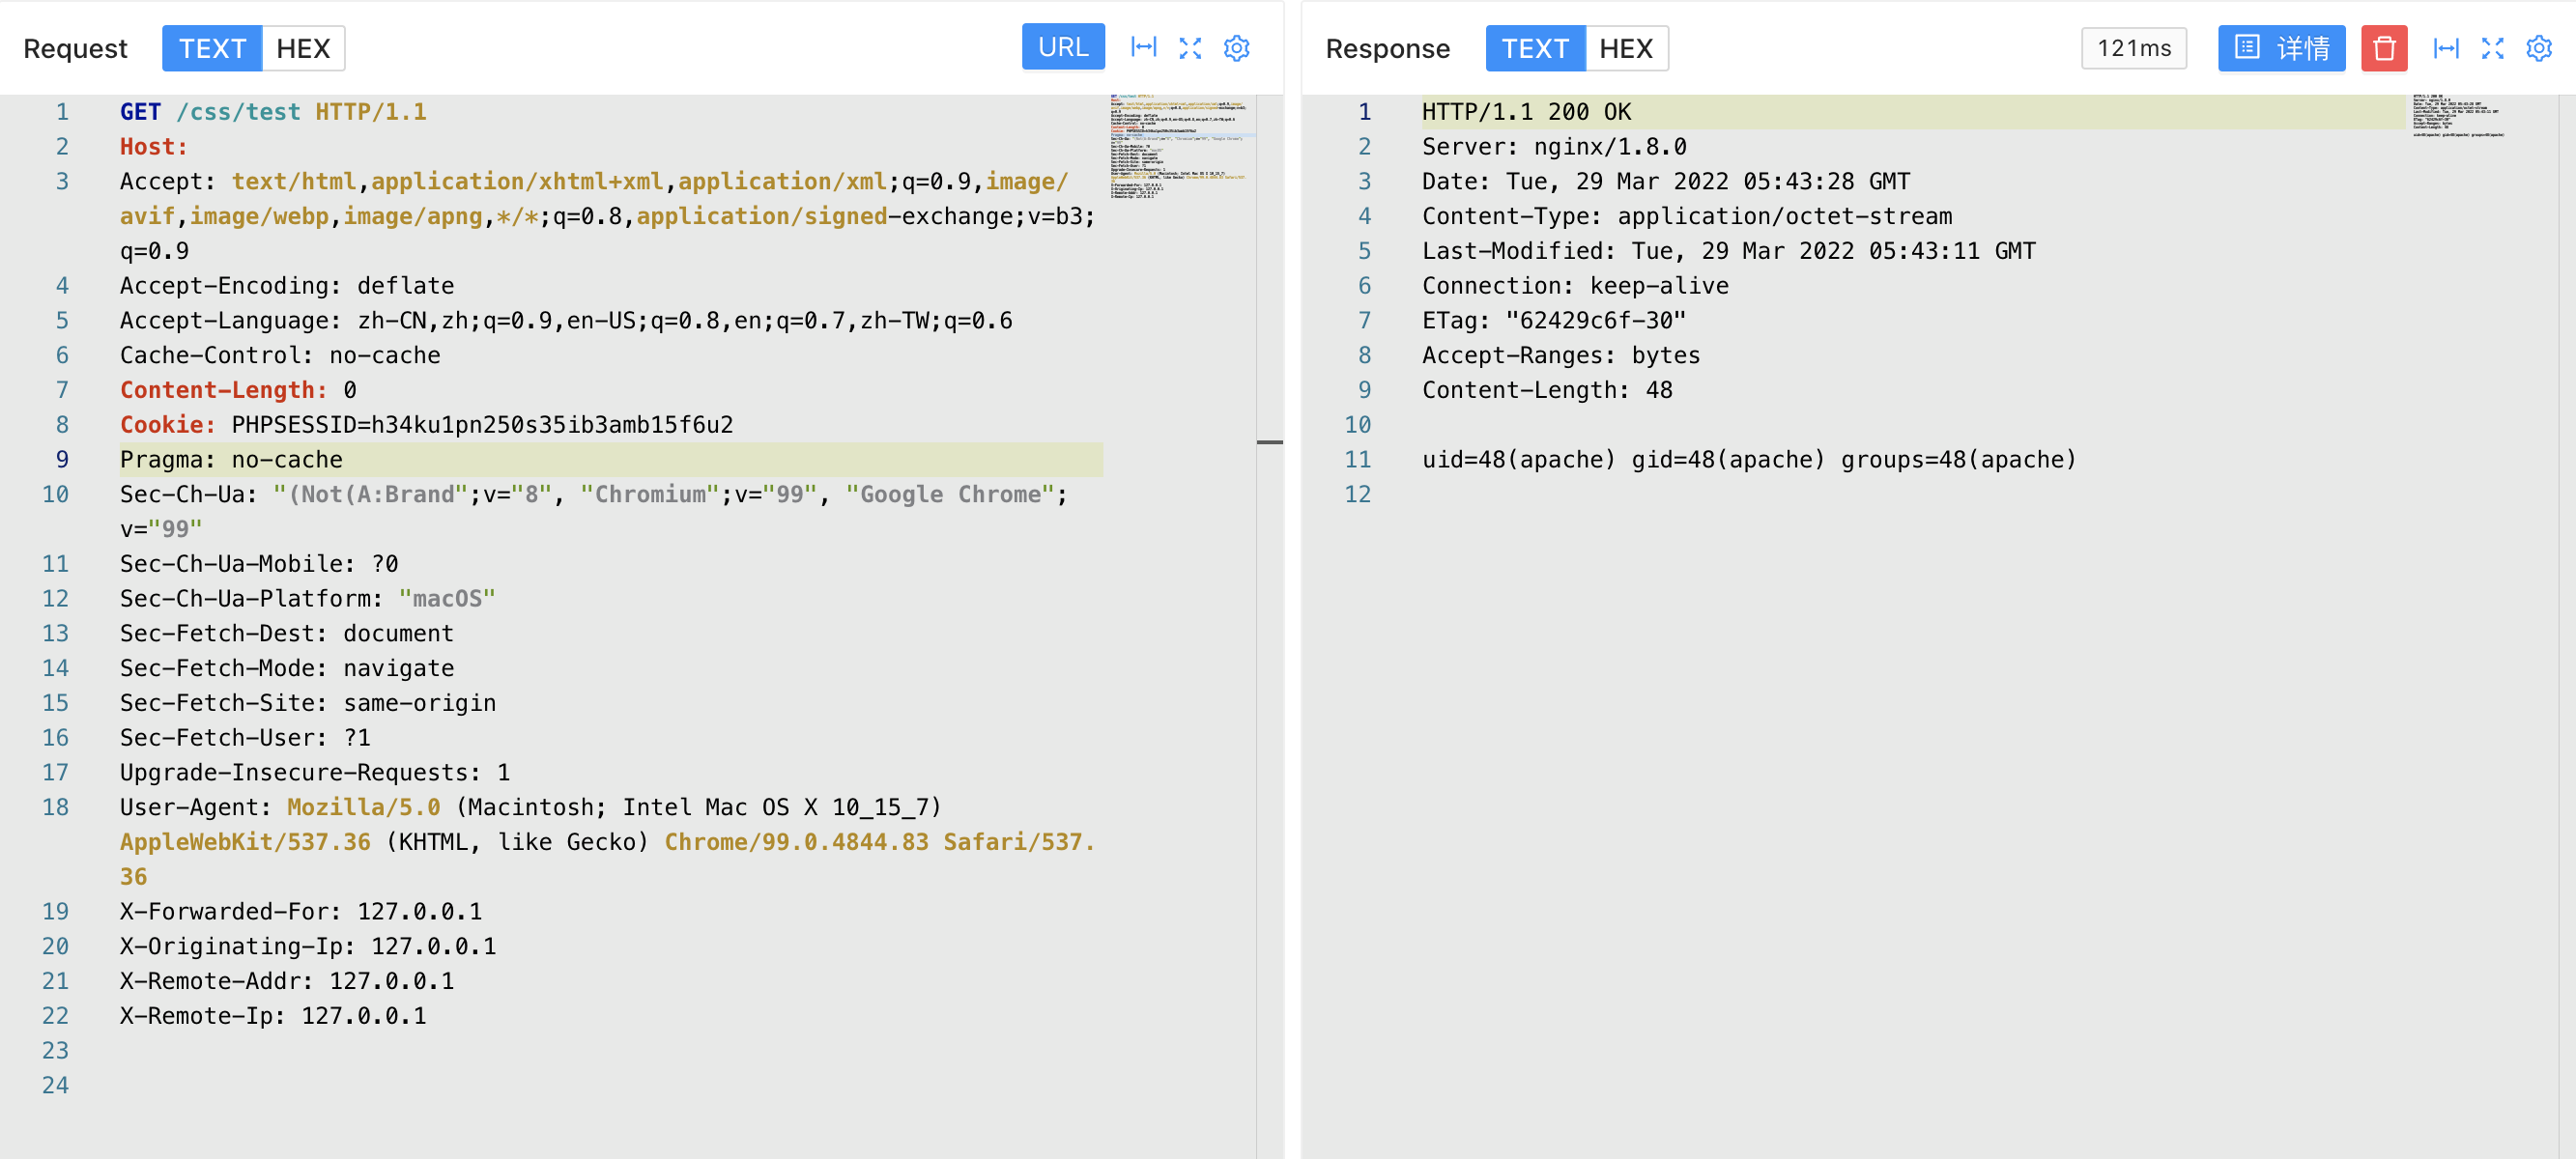 Request TEXT HEX URL
1 GET /css/test HTTP/1.1
2 Host:
3 Accept: text/html,application/xhtml+xml,application/xml;q=0.9,image/
avif,image/webp,image/apng,*/*;q=0.8,application/signed-exchange;v=b3;
q=0.9
4 Accept-Encoding: deflate
5 Accept-Language: zh-CN,zh;q=0.9,en-US;q=0.8,en;q=0.7,zh-TW;q=0.6
6 Cache-Control: no-cache
7 Content-Length: 0
8 Cookie: PHPSESSID=h34ku1pn250s35ib3amb15f6u2
9 Pragma: no-cache
10 Sec-Ch-Ua: "(Not(A:Brand";v="8", "Chromium";v="99", "Google Chrome";
v="99"
11 Sec-Ch-Ua-Mobile: ?0
12 Sec-Ch-Ua-Platform: "macOS"
13 Sec-Fetch-Dest: document
14 Sec-Fetch-Mode: navigate
15 Sec-Fetch-Site: same-origin
16 Sec-Fetch-User: ?1
17 Upgrade-Insecure-Requests: 1
18 User-Agent: Mozilla/5.0 (Macintosh; Intel Mac OS X 10_15_7)
AppleWebKit/537.36 (KHTML, like Gecko) Chrome/99.0.4844.83 Safari/537.
36
19 X-Forwarded-For: 127.0.0.1
20 X-Originating-Ip: 127.0.0.1
21 X-Remote-Addr: 127.0.0.1
22 X-Remote-Ip: 127.0.0.1
23
24
Response TEXT HEX 121ms 详情
1 HTTP/1.1 200 OK
2 Server: nginx/1.8.0
3 Date: Tue, 29 Mar 2022 05:43:28 GMT
4 Content-Type: application/octet-stream
5 Last-Modified: Tue, 29 Mar 2022 05:43:11 GMT
6 Connection: keep-alive
7 ETag: "62429c6f-30"
8 Accept-Ranges: bytes
9 Content-Length: 48
10
11 uid=48(apache) gid=48(apache) groups=48(apache)
12